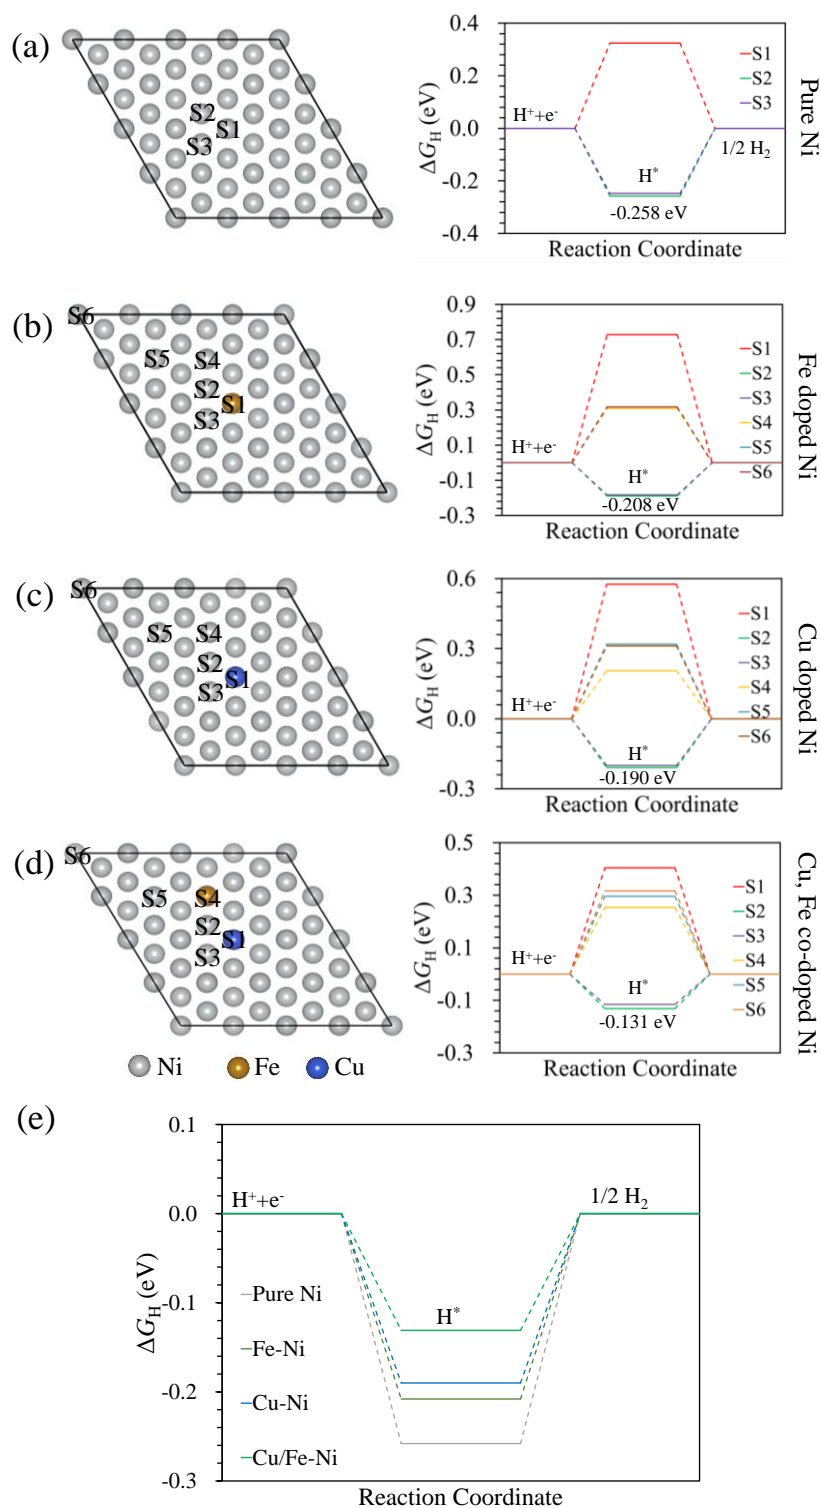 (a)
S2
S1
S3
0.4
0.2
0.0
-0.2
-0.4
ΔG_H (eV)
H⁺+e⁻
H*
-0.258 eV
1/2 H₂
S1
S2
S3
Reaction Coordinate
Pure Ni
(b)
S6
S5
S4
S2
S1
S3
0.9
0.7
0.5
0.3
0.1
-0.1
-0.3
ΔG_H (eV)
H⁺+e⁻
H*
-0.208 eV
S1
S2
S3
S4
S5
S6
Reaction Coordinate
Fe doped Ni
(c)
S6
S5
S4
S2
S1
S3
0.6
0.3
0.0
-0.3
ΔG_H (eV)
H⁺+e⁻
H*
-0.190 eV
S1
S2
S3
S4
S5
S6
Reaction Coordinate
Cu doped Ni
(d)
S6
S5
S4
S2
S1
S3
Ni
Fe
Cu
0.5
0.3
0.1
-0.1
-0.3
ΔG_H (eV)
H⁺+e⁻
H*
-0.131 eV
S1
S2
S3
S4
S5
S6
Reaction Coordinate
Cu, Fe co-doped Ni
(e)
0.1
0.0
-0.1
-0.2
-0.3
ΔG_H (eV)
H⁺+e⁻
1/2 H₂
H*
Pure Ni
Fe-Ni
Cu-Ni
Cu/Fe-Ni
Reaction Coordinate